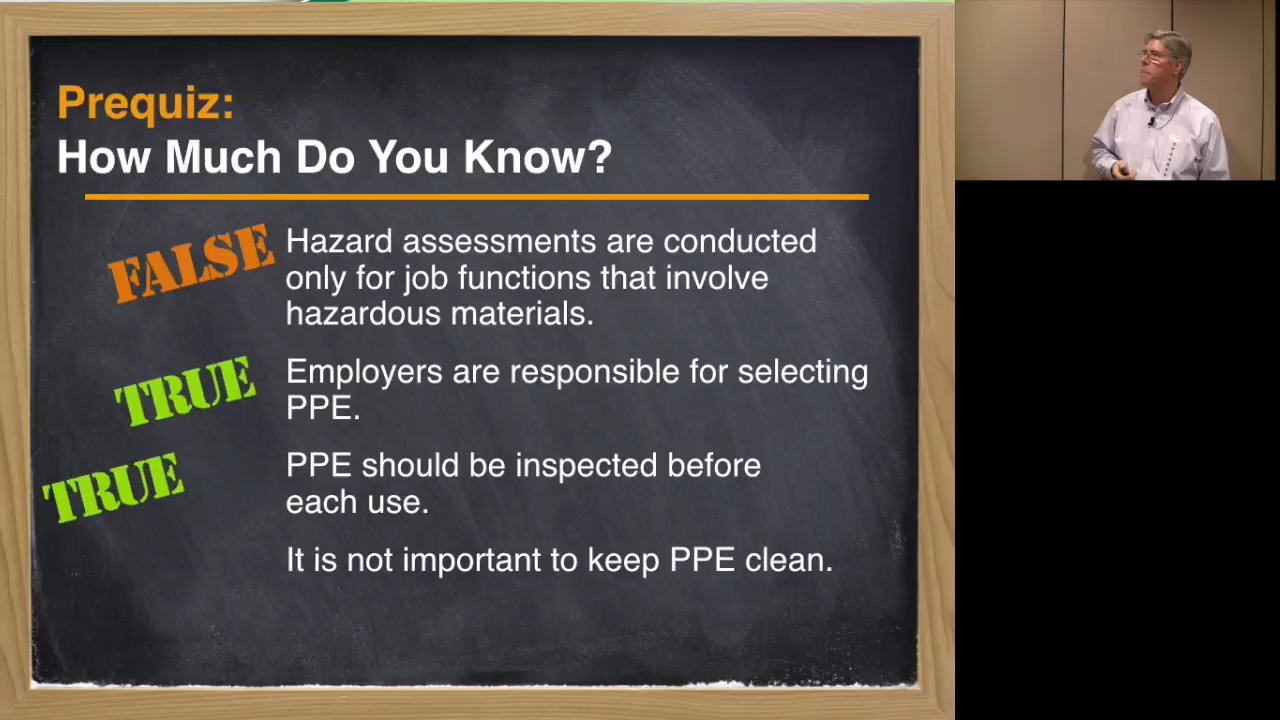 Prequiz:
How Much Do You Know?
FALSE
Hazard assessments are conducted
only for job functions that involve
hazardous materials.
TRUE
Employers are responsible for selecting
PPE.
TRUE
PPE should be inspected before
each use.
It is not important to keep PPE clean.